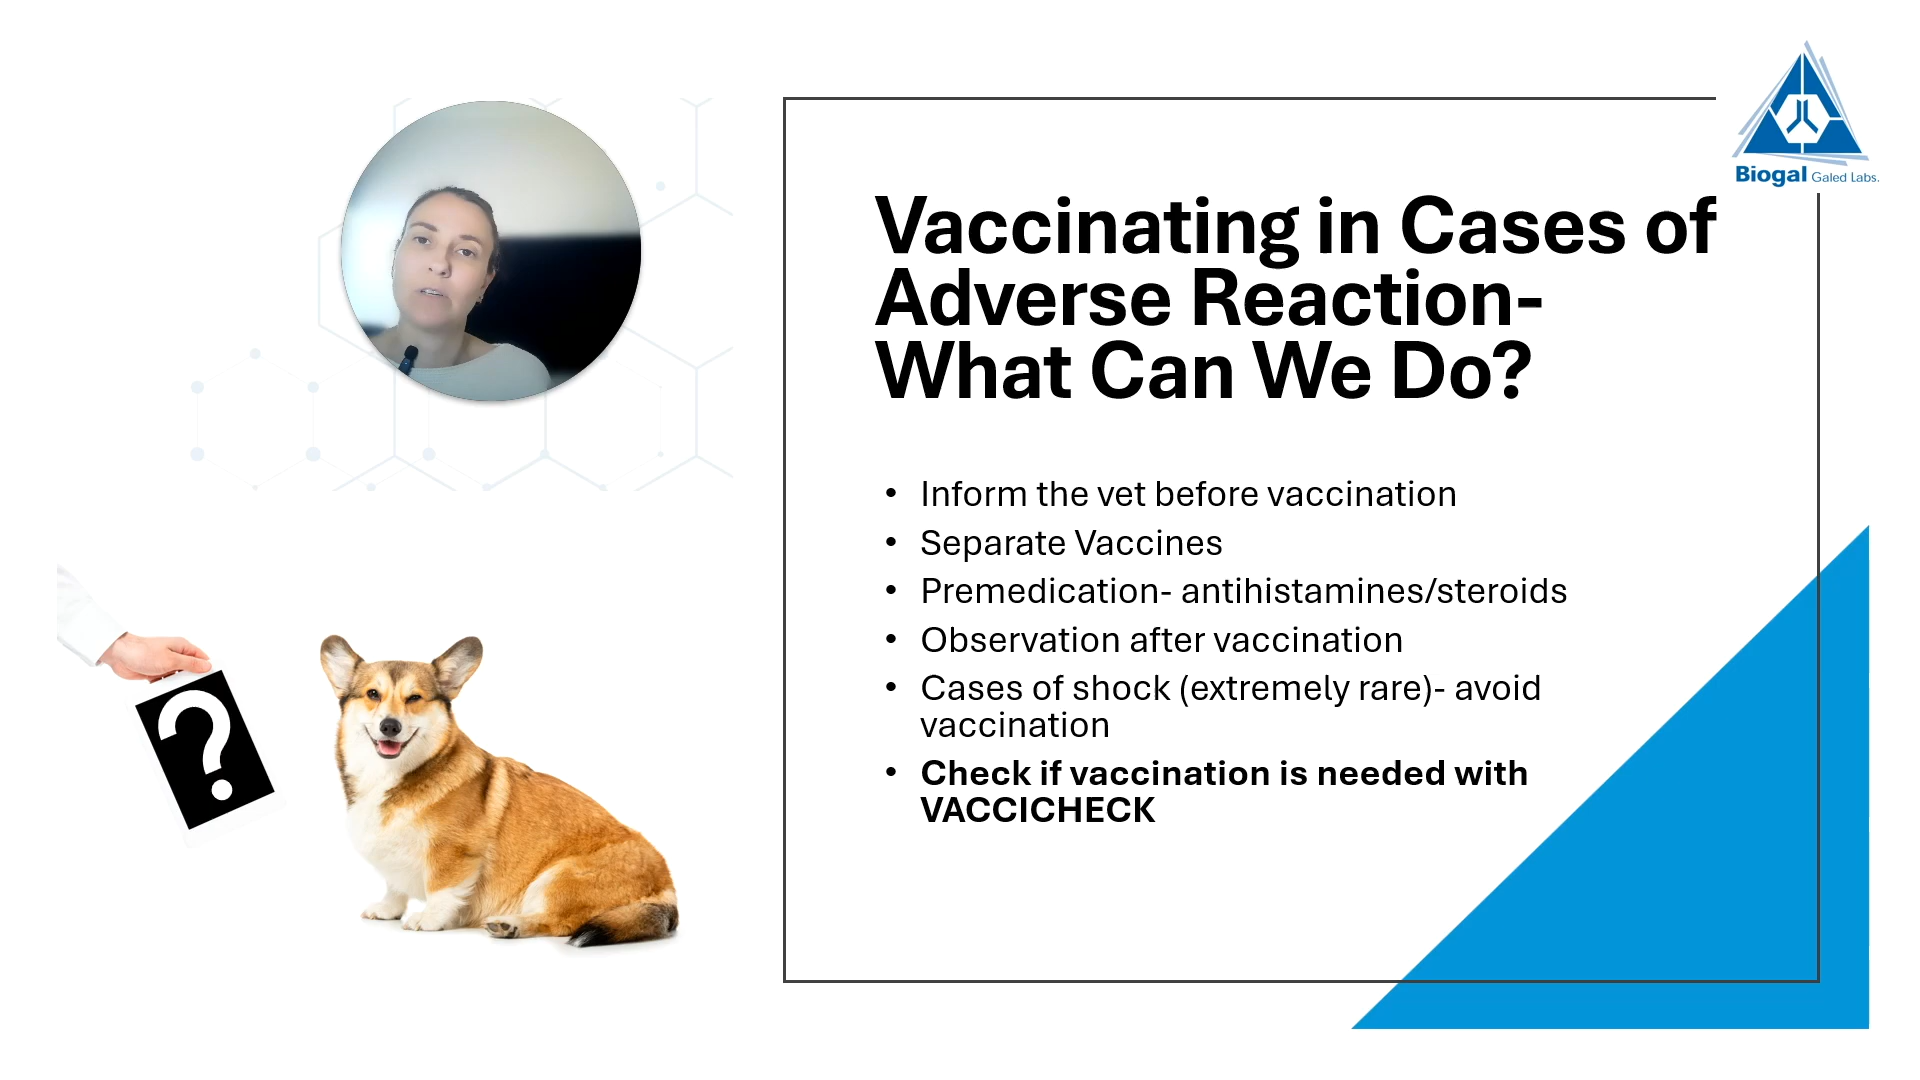 Biogal Galed Labs.
Vaccinating in Cases of
Adverse Reaction-
What Can We Do?
• Inform the vet before vaccination
• Separate Vaccines
• Premedication- antihistamines/steroids
• Observation after vaccination
• Cases of shock (extremely rare)- avoid
vaccination
• Check if vaccination is needed with
VACCICHECK
?